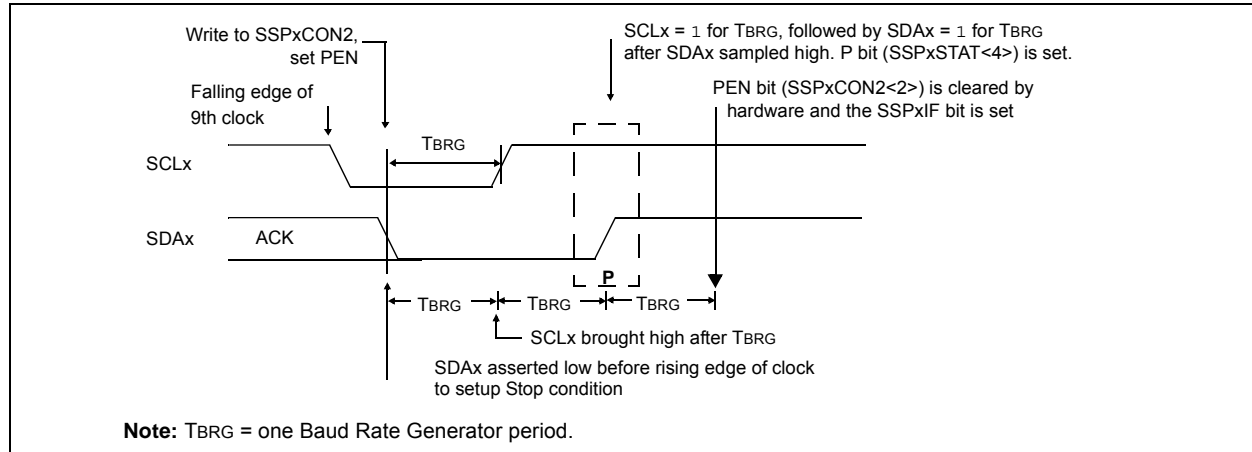 Write to SSPxCON2,
set PEN
SCLx = 1 for TBRG, followed by SDAx = 1 for TBRG
after SDAx sampled high. P bit (SSPxSTAT<4>) is set.
Falling edge of
9th clock
PEN bit (SSPxCON2<2>) is cleared by
hardware and the SSPxIF bit is set
TBRG
SCLx
SDAx
ACK
P
TBRG
TBRG
TBRG
SCLx brought high after TBRG
SDAx asserted low before rising edge of clock
to setup Stop condition
Note: TBRG = one Baud Rate Generator period.